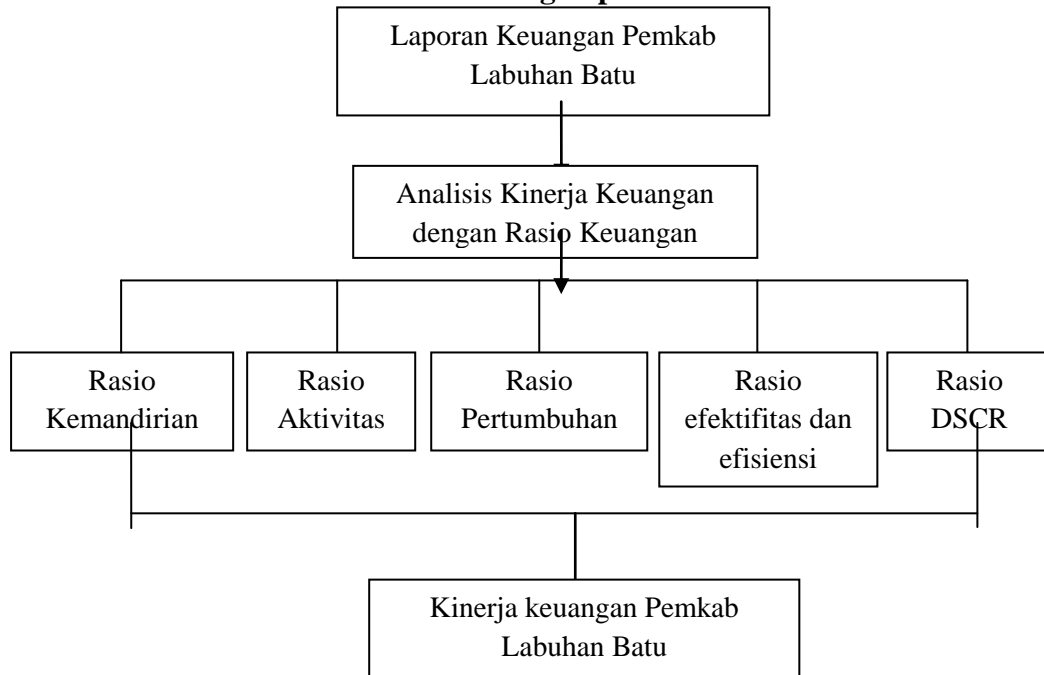 Laporan Keuangan Pemkab
Labuhan Batu
Analisis Kinerja Keuangan
dengan Rasio Keuangan
Rasio
Kemandirian
Rasio
Aktivitas
Rasio
Pertumbuhan
Rasio
efektifitas dan
efisiensi
Rasio
DSCR
Kinerja keuangan Pemkab
Labuhan Batu